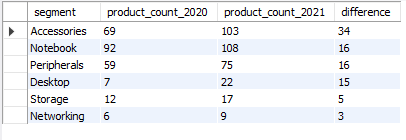 segment product_count_2020 product_count_2021 difference
Accessories 69 103 34
Notebook 92 108 16
Peripherals 59 75 16
Desktop 7 22 15
Storage 12 17 5
Networking 6 9 3